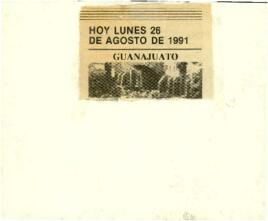 HOY LUNES 26
DE AGOSTO DE 1991
GUANAJUATO